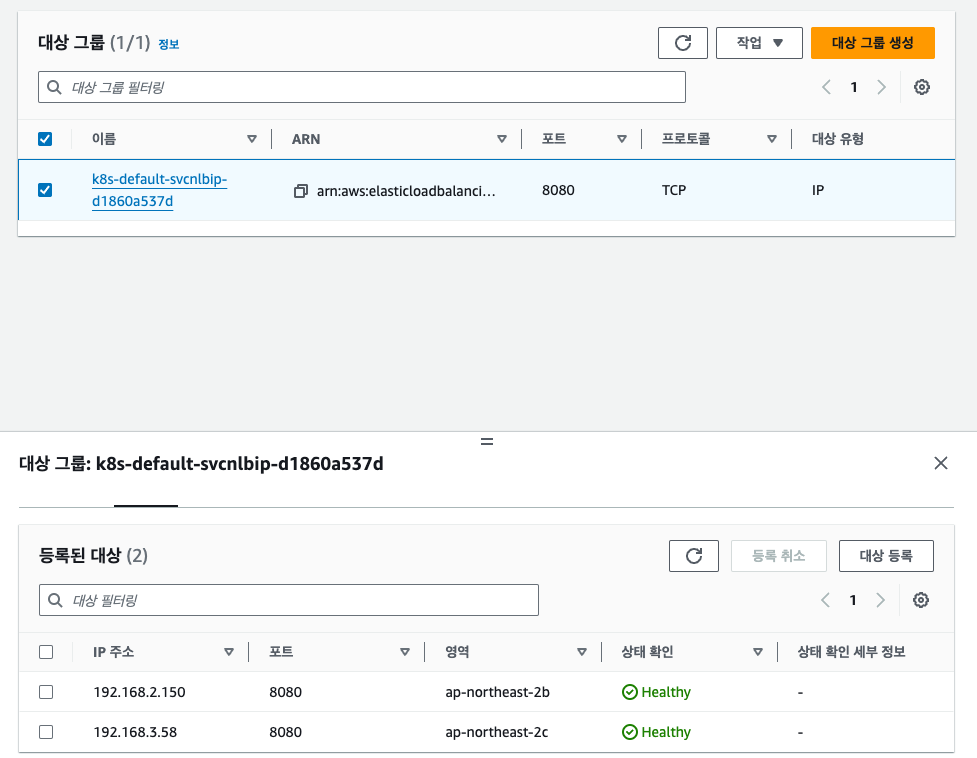 대상 그룹 (1/1) 정보
작업
대상 그룹 생성
대상 그룹 필터링
1
이름 ARN 포트 프로토콜 대상 유형
k8s-default-svcnlbip-
d1860a537d
arn:aws:elasticloadbalanci...
8080
TCP
IP
대상 그룹: k8s-default-svcnlbip-d1860a537d
등록된 대상 (2)
등록 취소
대상 등록
대상 필터링
1
IP 주소 포트 영역 상태 확인 상태 확인 세부 정보
192.168.2.150 8080 ap-northeast-2b Healthy -
192.168.3.58 8080 ap-northeast-2c Healthy -